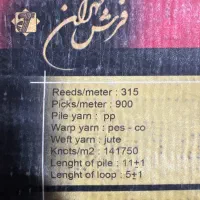 فرش تهران
Reeds/meter : 315
Picks/meter : 900
Pile yarn : pp
Warp yarn : pes - co
Weft yarn : jute
Knots/m2 : 141750
Lenght of pile : 11±1
Lenght of loop : 5±1